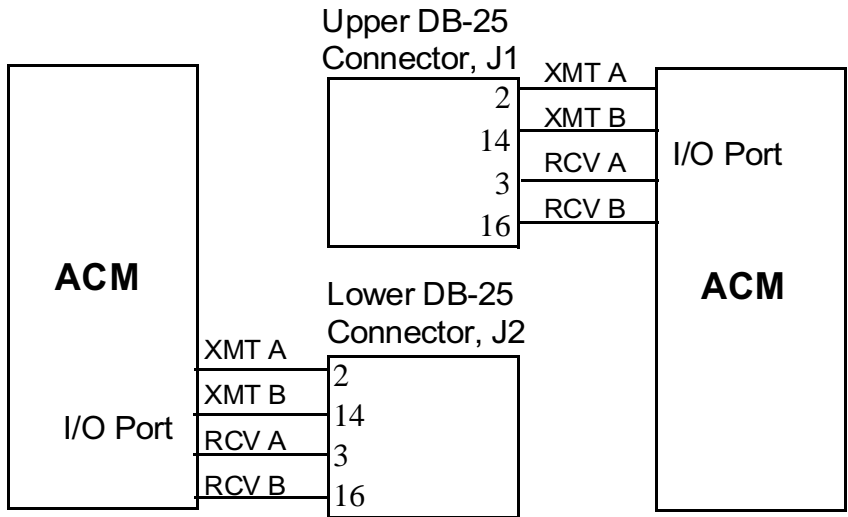 Upper DB-25
Connector, J1
2
14
3
16
XMT A
XMT B
RCV A
RCV B
I/O Port
ACM
ACM
I/O Port
XMT A
XMT B
RCV A
RCV B
Lower DB-25
Connector, J2
2
14
3
16